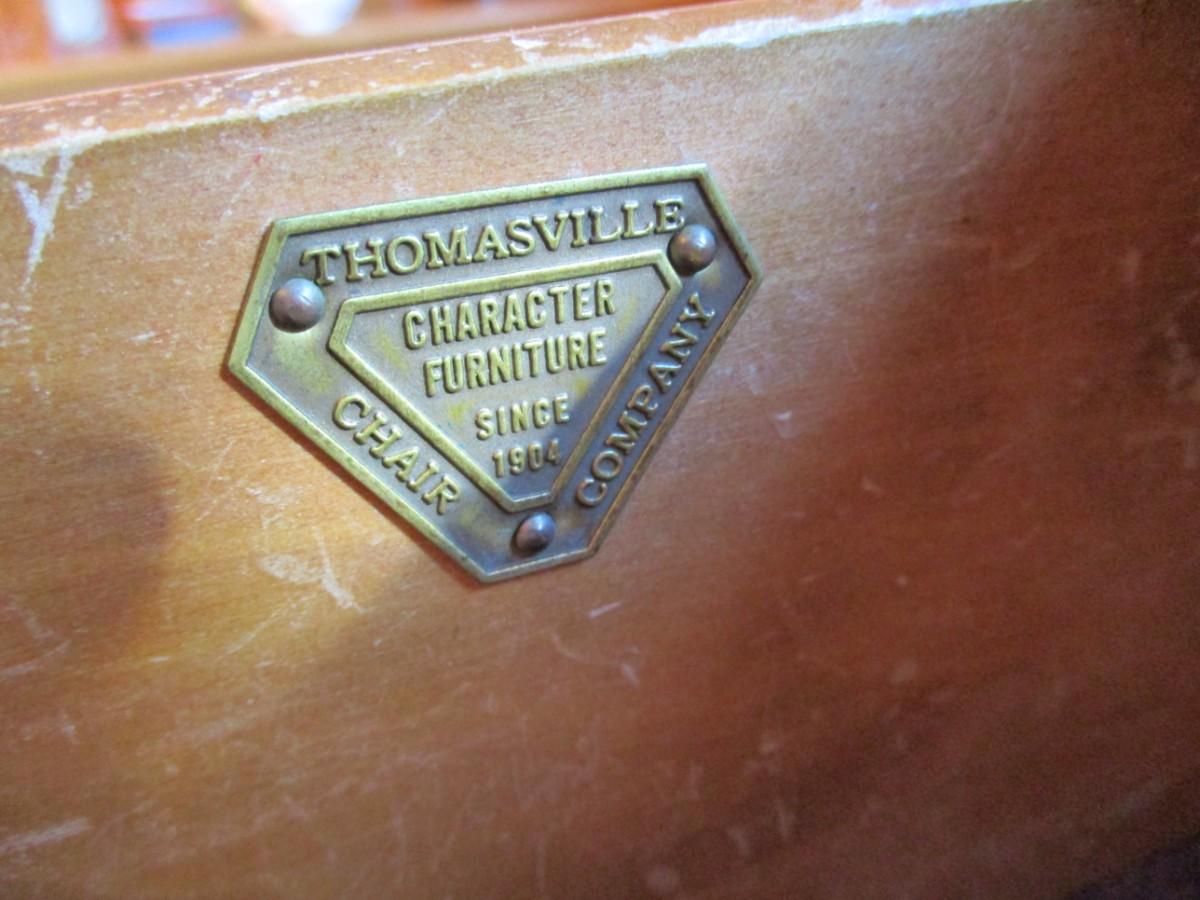 THOMASVILLE
CHARACTER
FURNITURE
SINCE
1904
CHAIR
COMPANY